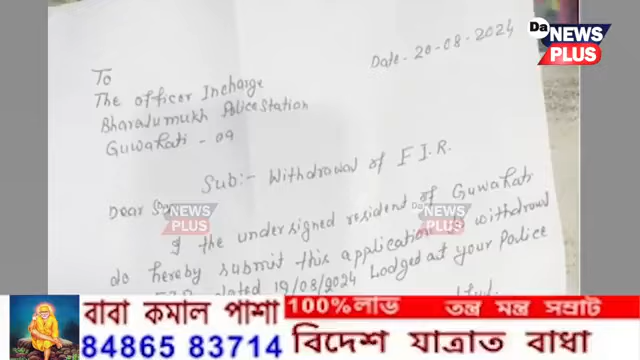 Da
NEWS
PLUS
Date - 20-08-2024
To
The officer Incharge
Bharalumukh Police Station
Guwahati - 09
Sub:- Withdrawal of F.I.R.
Dear Sir,
I the undersigned resident of Guwahati
do hereby submit this application to withdraw
dated 19/08/2024 Lodged at your Police
NEWS
PLUS
Da
NEWS
PLUS
বাবা কমাল পাশা
84865 83714
100%লাভ
তন্ত্ৰ মন্ত্ৰ সম্ৰাট
বিদেশ যাত্ৰাত বাধা